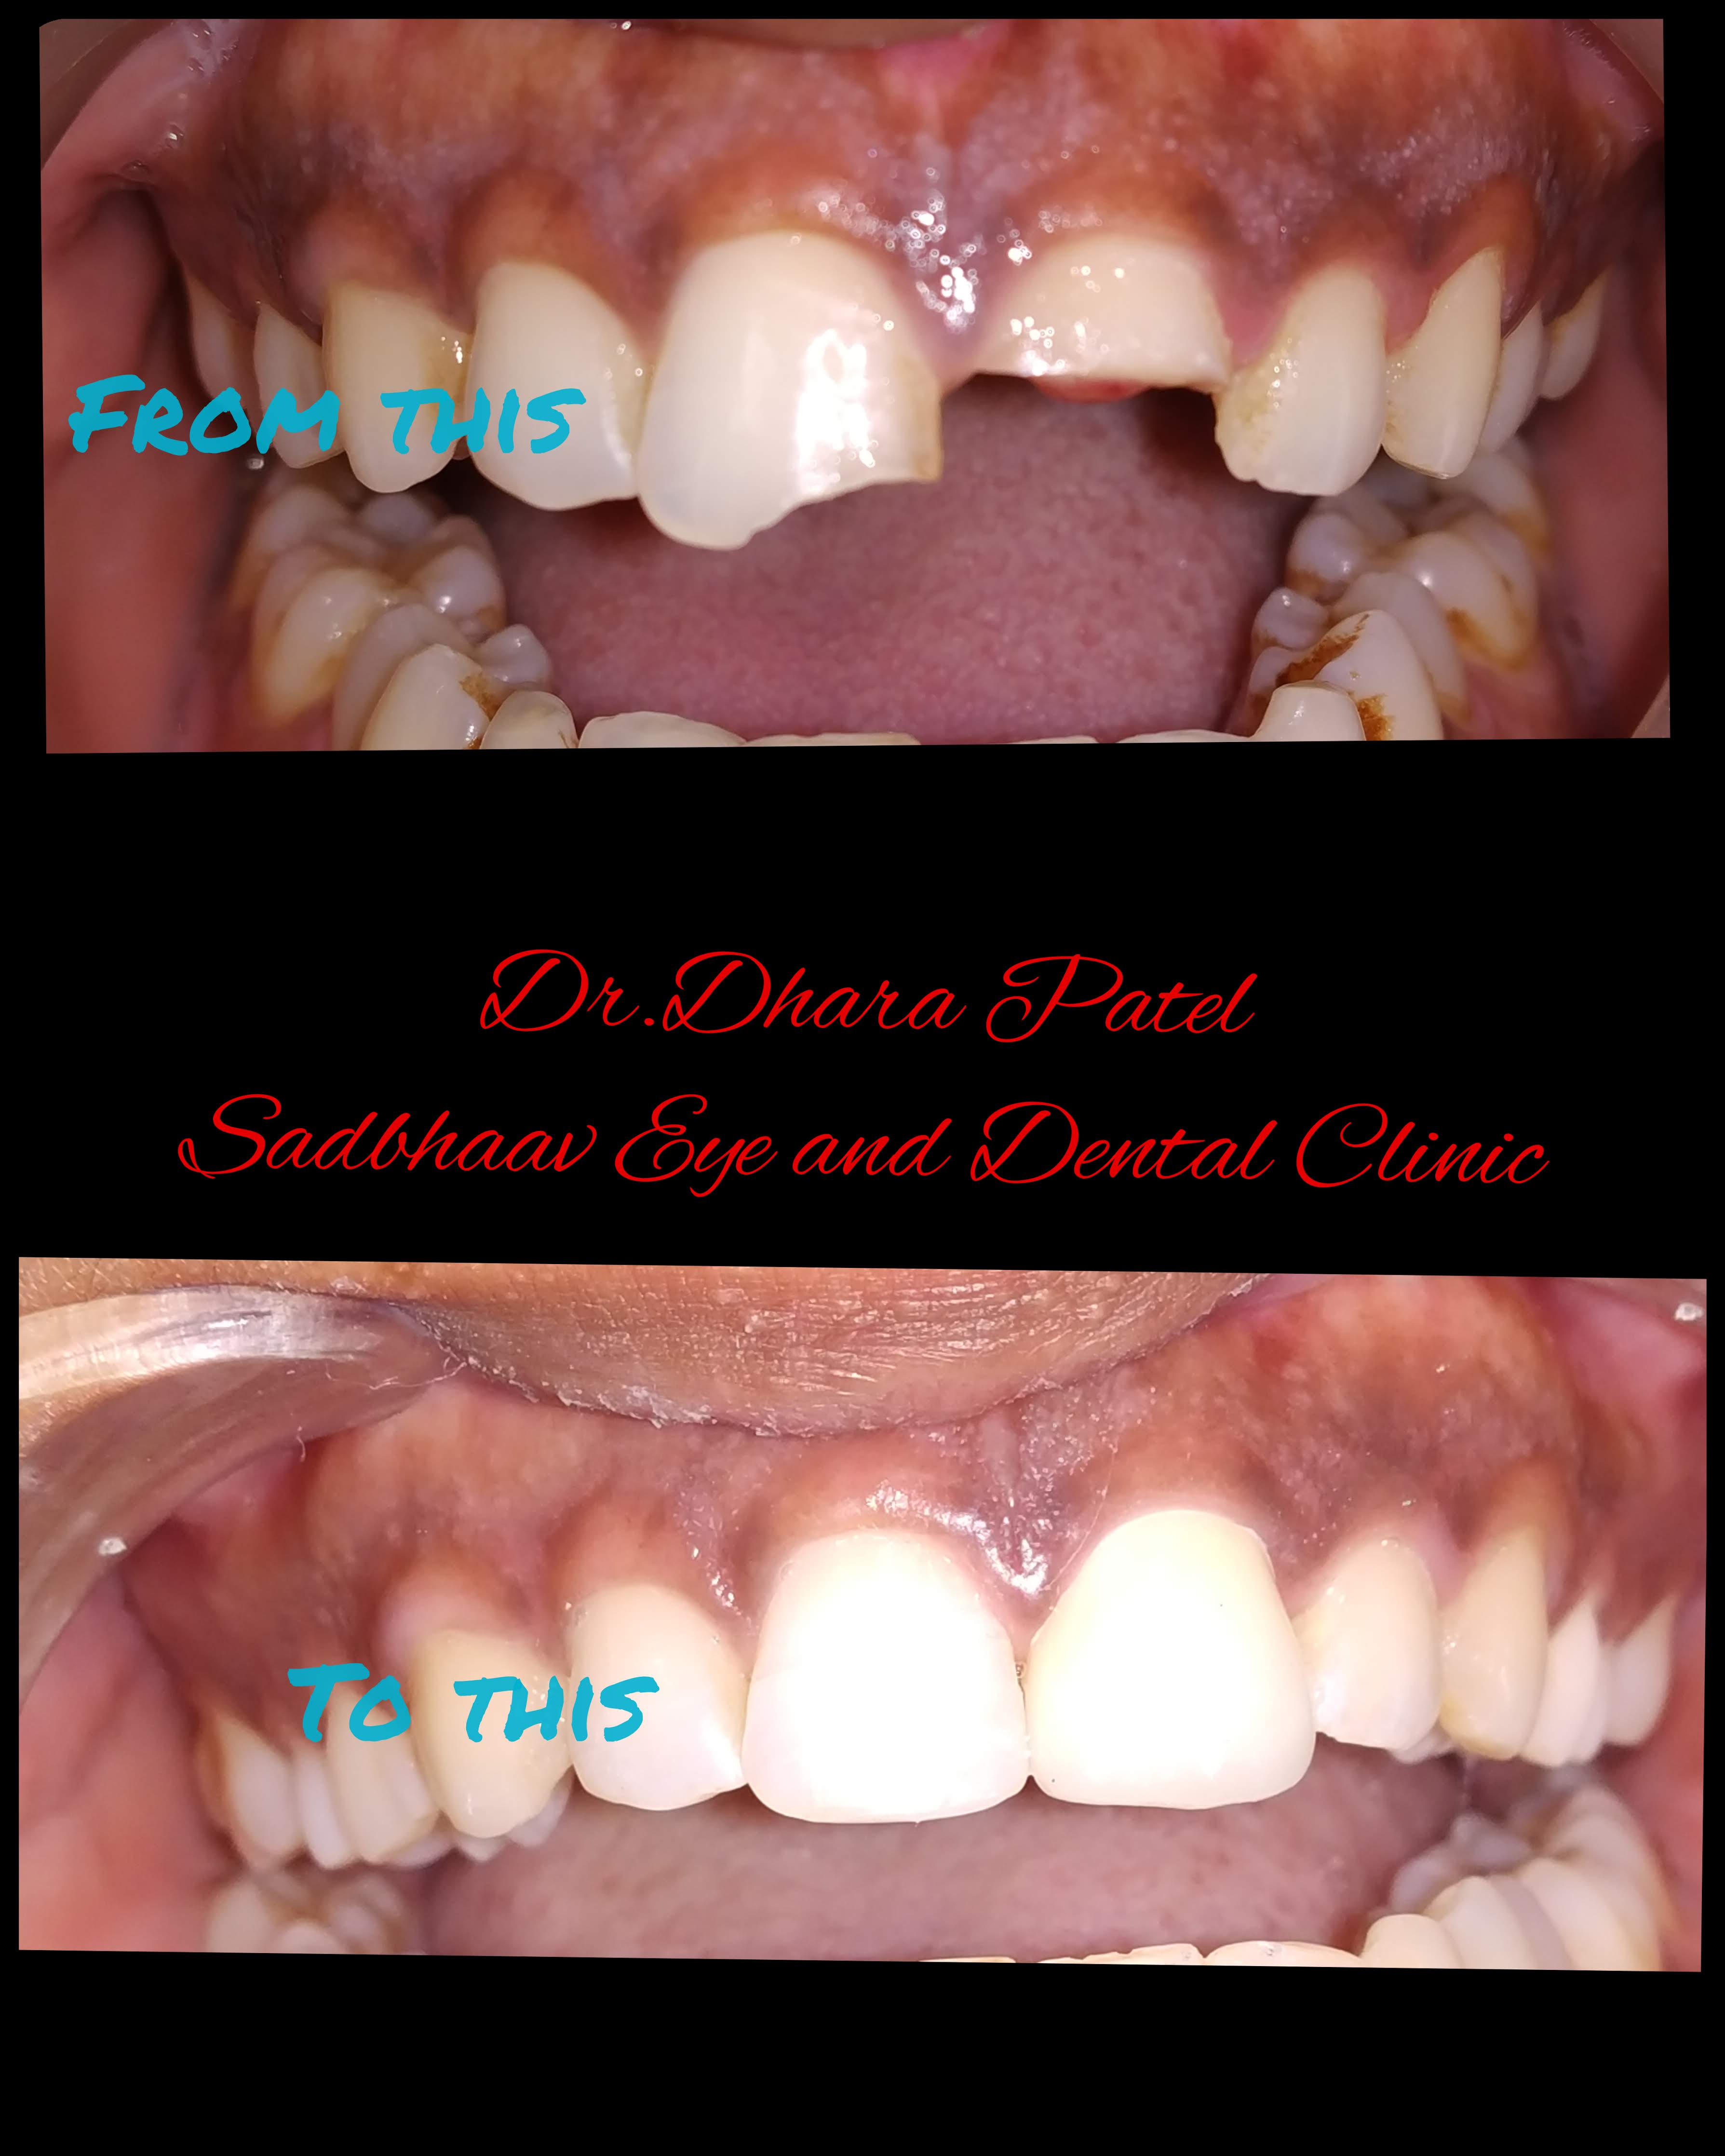 From this
Dr.Dhara Patel
Sadbhaav Eye and Dental Clinic
To this